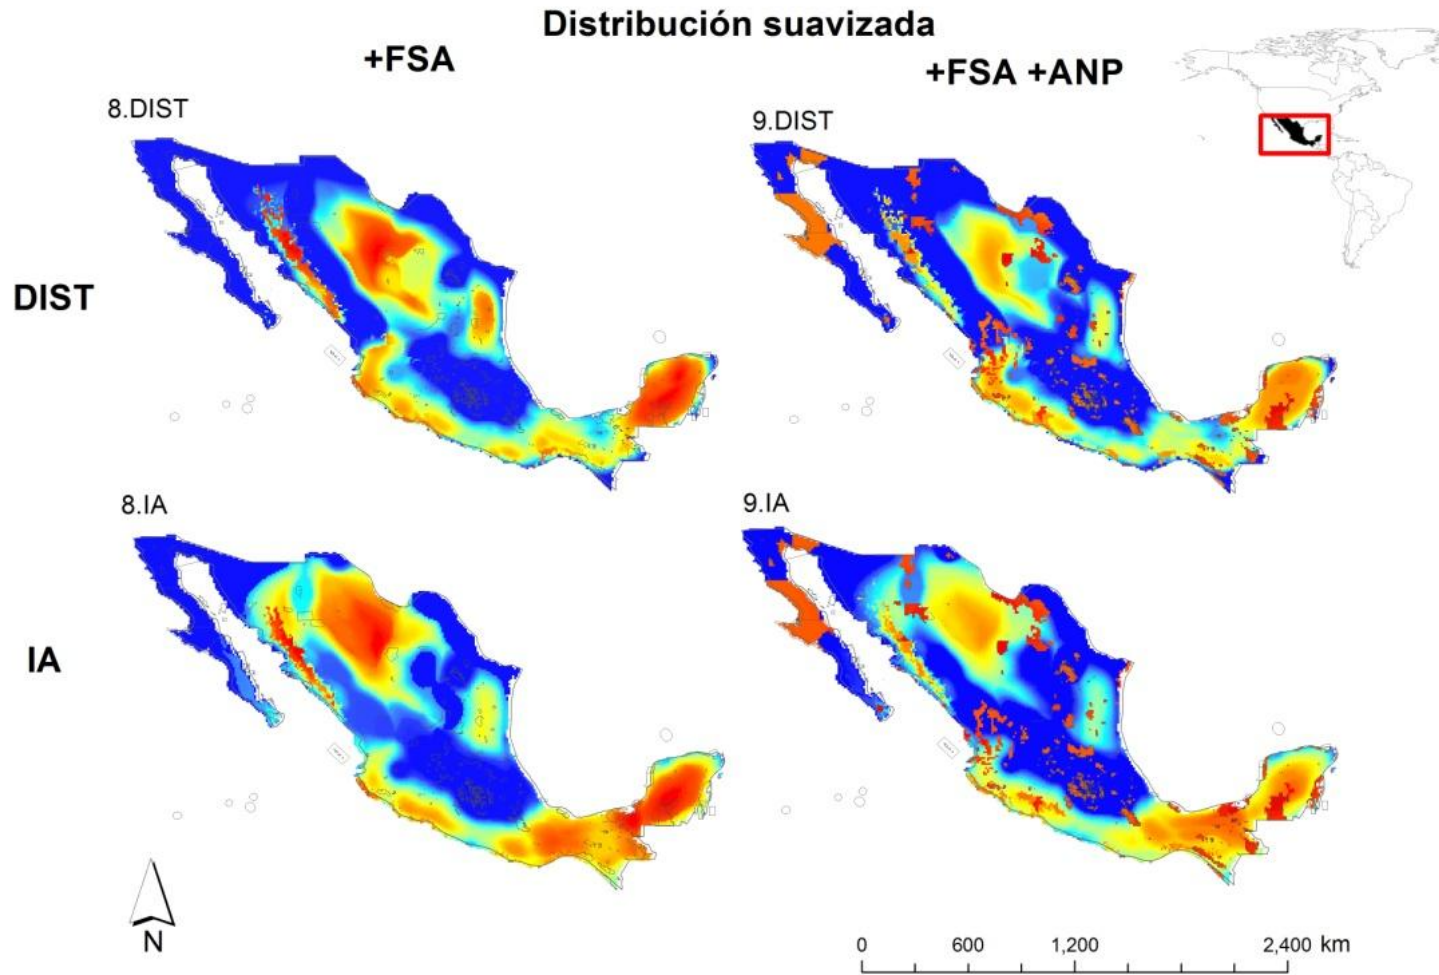 Distribución suavizada
+FSA
+FSA +ANP
8.DIST
9.DIST
DIST
8.IA
9.IA
IA
N
0 600 1,200 2,400 km